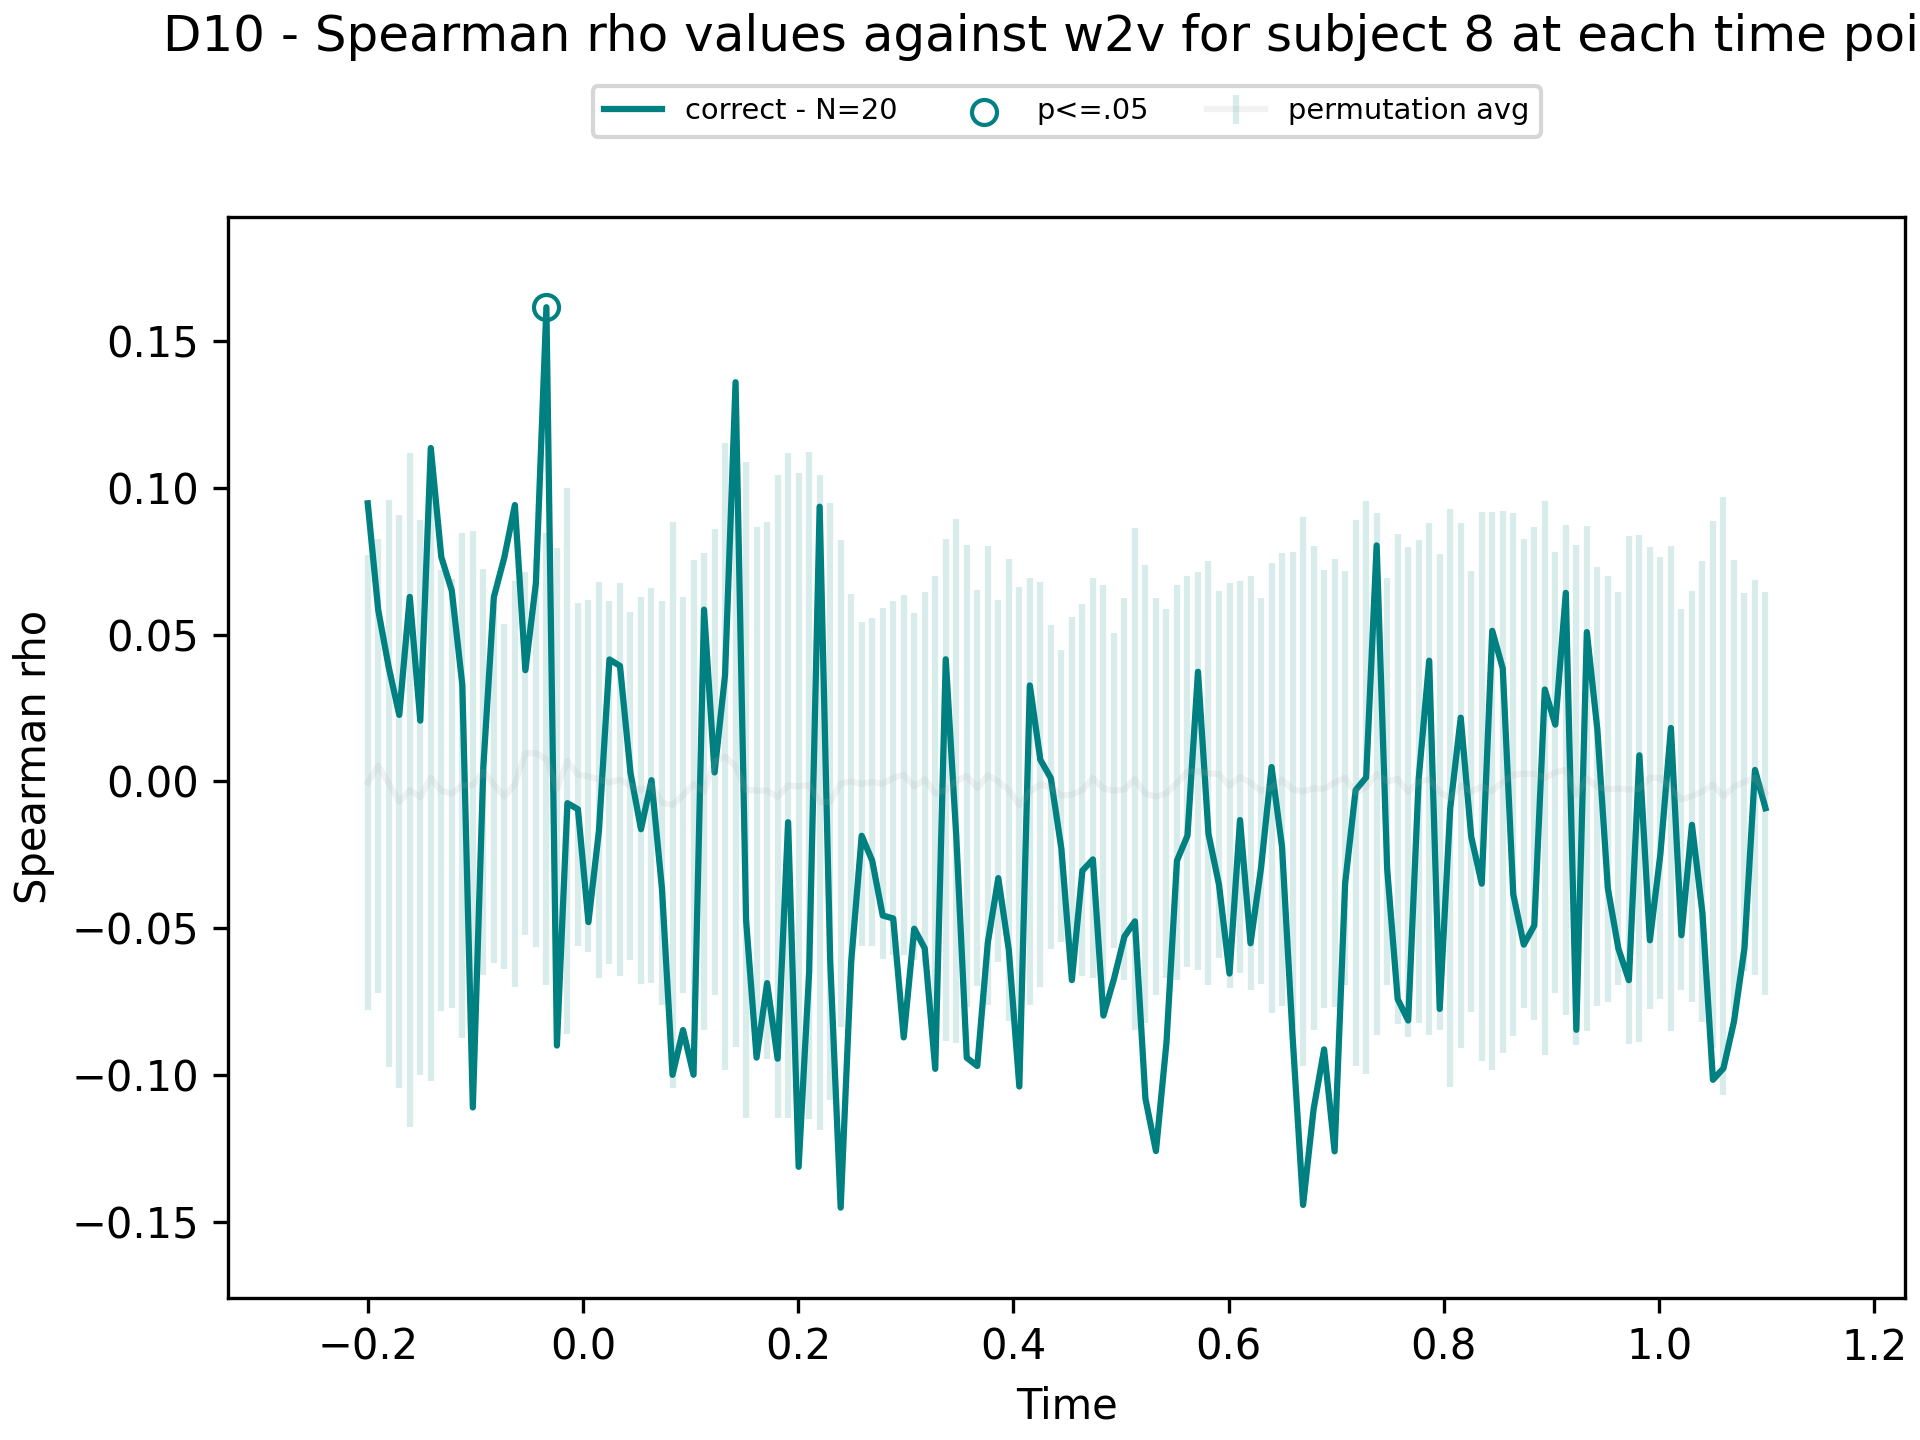 D10 - Spearman rho values against w2v for subject 8 at each time poi
correct - N=20 p<=.05 permutation avg
Spearman rho
0.15
0.10
0.05
0.00
−0.05
−0.10
−0.15
−0.2 0.0 0.2 0.4 0.6 0.8 1.0 1.2
Time